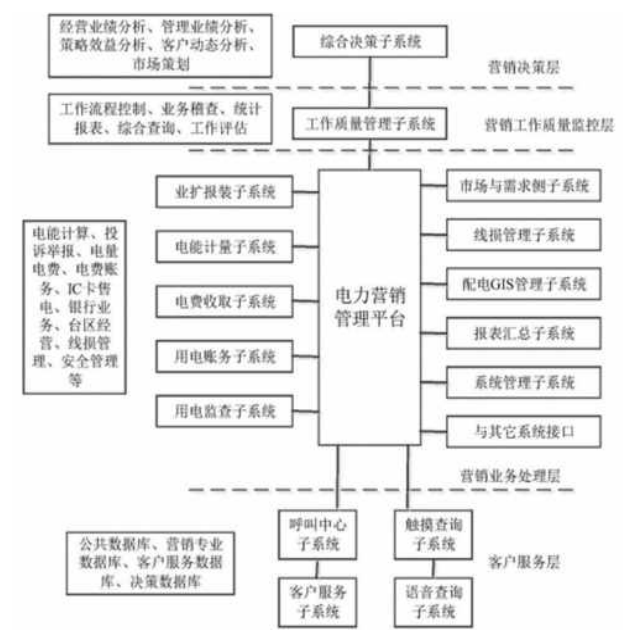 经营业绩分析、管理业绩分析、
策略效益分析、客户动态分析、
市场策划
综合决策子系统
营销决策层
工作流程控制、业务稽查、统计
报表、综合查询、工作评估
工作质量管理子系统
营销工作质量监控层
业扩报装子系统
电能计量子系统
电费收取子系统
用电账务子系统
用电监查子系统
电力营销
管理平台
市场与需求侧子系统
线损管理子系统
配电GIS管理子系统
报表汇总子系统
系统管理子系统
与其它系统接口
电能计算、投
诉举报、电量
电费、电费账
务、IC卡售
电、银行业
务、台区经
营、线损管
理、安全管理
等
营销业务处理层
呼叫中心
子系统
触摸查询
子系统
公共数据库、营销专业
数据库、客户服务数据
库、决策数据库
客户服务
子系统
语音查询
子系统
客户服务层